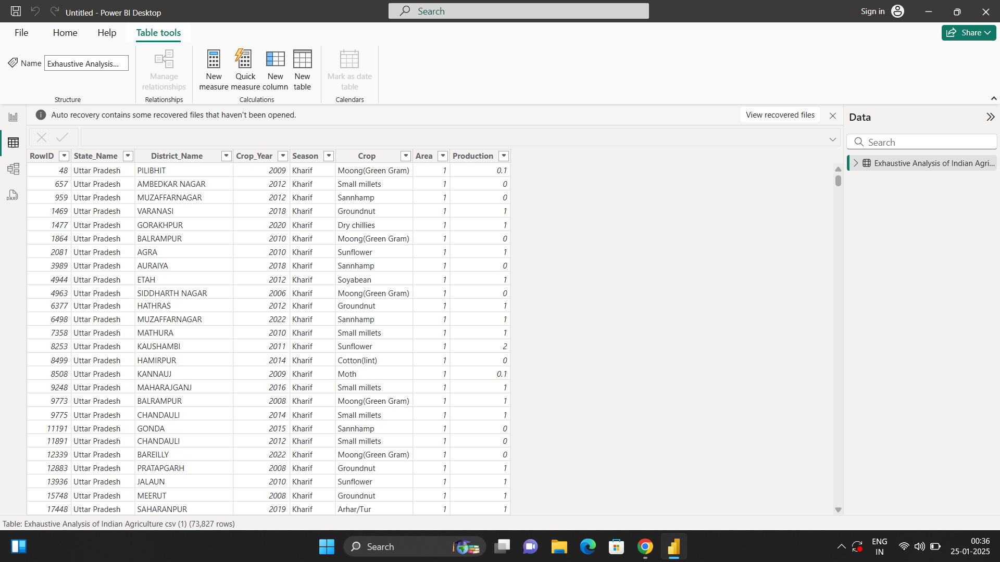 Untitled - Power BI Desktop
Search
Sign in
File Home Help Table tools
Share
Name Exhaustive Analysis...
Manage relationships
New measure
Quick measure
New column
New table
Mark as date table
Structure Relationships Calculations Calendars
Auto recovery contains some recovered files that haven't been opened.
View recovered files
Data
Search
Exhaustive Analysis of Indian Agri...
RowID State_Name District_Name Crop_Year Season Crop Area Production
48 Uttar Pradesh PILIBHIT 2009 Kharif Moong(Green Gram) 1 0.1
657 Uttar Pradesh AMBEDKAR NAGAR 2012 Kharif Small millets 1 0
959 Uttar Pradesh MUZAFFARNAGAR 2012 Kharif Sannhamp 1 0
1469 Uttar Pradesh VARANASI 2018 Kharif Groundnut 1 1
1477 Uttar Pradesh GORAKHPUR 2020 Kharif Dry chillies 1 1
1864 Uttar Pradesh BALRAMPUR 2010 Kharif Moong(Green Gram) 1 0
2081 Uttar Pradesh AGRA 2010 Kharif Sunflower 1 1
3989 Uttar Pradesh AURAIYA 2018 Kharif Sannhamp 1 0
4944 Uttar Pradesh ETAH 2012 Kharif Soyabean 1 1
4963 Uttar Pradesh SIDDHARTH NAGAR 2006 Kharif Moong(Green Gram) 1 0
6377 Uttar Pradesh HATHRAS 2012 Kharif Groundnut 1 1
6498 Uttar Pradesh MUZAFFARNAGAR 2022 Kharif Sannhamp 1 1
7358 Uttar Pradesh MATHURA 2010 Kharif Small millets 1 1
8253 Uttar Pradesh KAUSHAMBI 2011 Kharif Sunflower 1 2
8499 Uttar Pradesh HAMIRPUR 2014 Kharif Cotton(lint) 1 0
8508 Uttar Pradesh KANNAUJ 2009 Kharif Moth 1 0.1
9248 Uttar Pradesh MAHARAJGANJ 2016 Kharif Small millets 1 1
9773 Uttar Pradesh BALRAMPUR 2008 Kharif Moong(Green Gram) 1 1
9775 Uttar Pradesh CHANDAULI 2014 Kharif Small millets 1 1
11191 Uttar Pradesh GONDA 2015 Kharif Sannhamp 1 0
11891 Uttar Pradesh CHANDAULI 2012 Kharif Small millets 1 0
12339 Uttar Pradesh BAREILLY 2022 Kharif Moong(Green Gram) 1 0
12883 Uttar Pradesh PRATAPGARH 2008 Kharif Groundnut 1 1
13936 Uttar Pradesh JALAUN 2010 Kharif Sunflower 1 1
15748 Uttar Pradesh MEERUT 2008 Kharif Groundnut 1 1
17448 Uttar Pradesh SAHARANPUR 2019 Kharif Arhar/Tur 1 1
Table: Exhaustive Analysis of Indian Agriculture csv (1) (73,827 rows)
Search
ENG
IN
00:36
25-01-2025
DAX